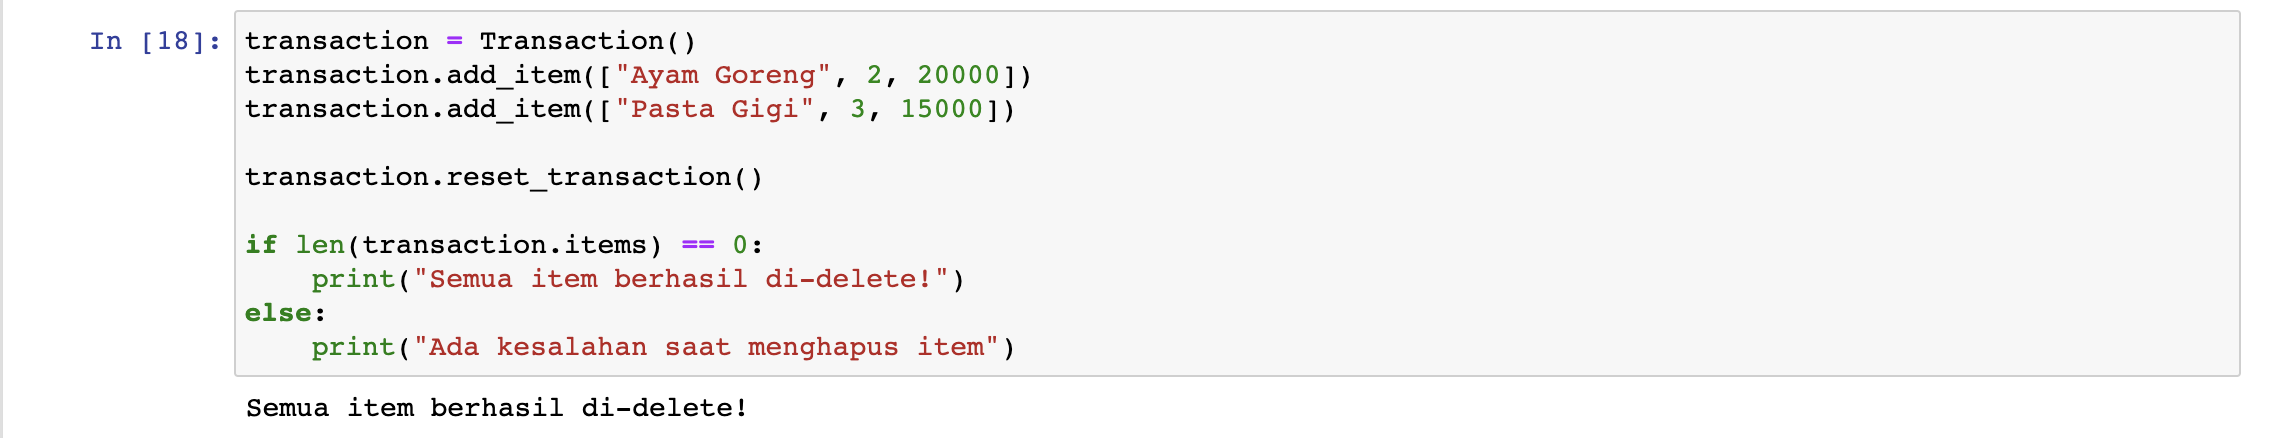 In [18]: transaction = Transaction()
transaction.add_item(["Ayam Goreng", 2, 20000])
transaction.add_item(["Pasta Gigi", 3, 15000])
transaction.reset_transaction()
if len(transaction.items) == 0:
    print("Semua item berhasil di-delete!")
else:
    print("Ada kesalahan saat menghapus item")
Semua item berhasil di-delete!